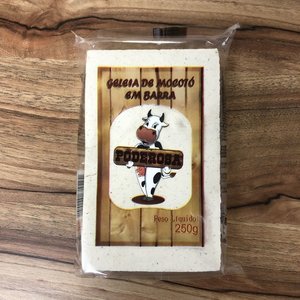 GELEIA DE MOCOTÓ
EM BARRA
PODEROSA
Peso Líquido
250g